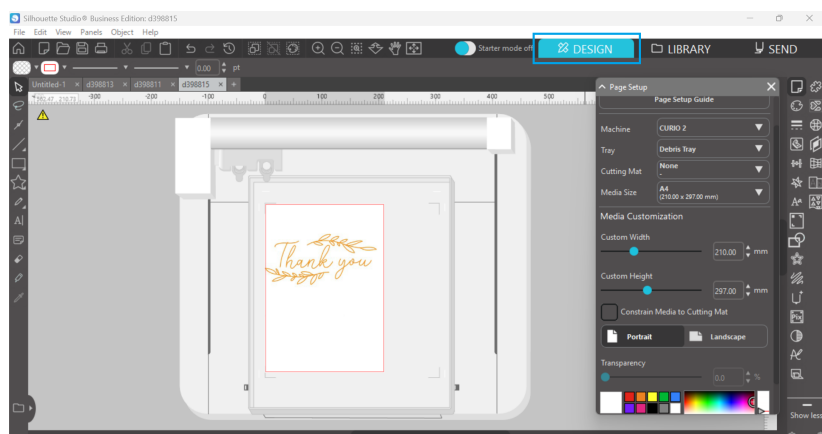 Silhouette Studio® Business Edition: d398815
File Edit View Panels Object Help
Starter mode off
DESIGN
LIBRARY
SEND
0.00 pt
Untitled-1 × d398813 × d398811 × d398815 × +
-300 -200 -100 0 100 200 300 400 500
Page Setup
Page Setup Guide
Machine CURIO 2
Tray Debris Tray
Cutting Mat None
-
Media Size A4
(210.00 x 297.00 mm)
Media Customization
Custom Width
210.00 mm
Custom Height
297.00 mm
Constrain Media to Cutting Mat
Portrait Landscape
Transparency
0.0 %
Thank you
Show less